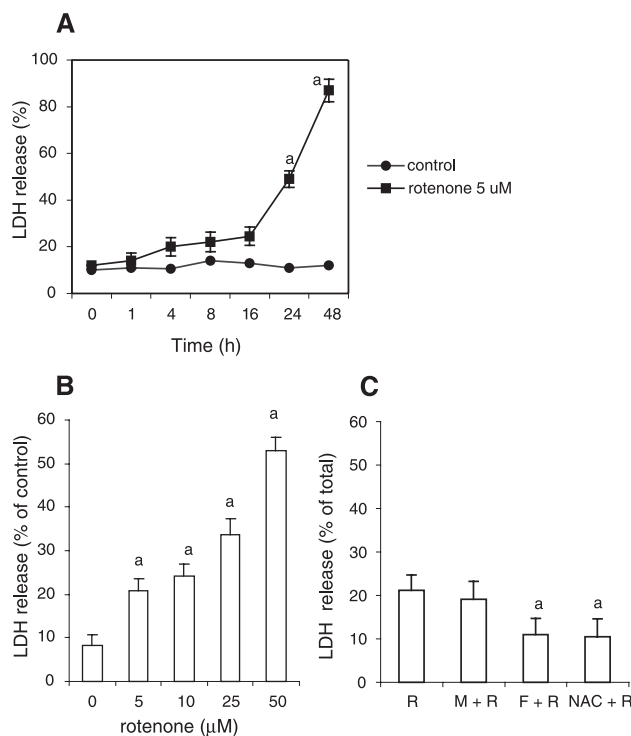 A
LDH release (%)
100
80
60
40
20
0
a
a
0 1 4 8 16 24 48
Time (h)
control
rotenone 5 uM
B
LDH release (% of control)
60
50
40
30
20
10
0
a
a
a
a
0 5 10 25 50
rotenone (μM)
C
LDH release (% of total)
60
50
40
30
20
10
0
a
a
R M + R F + R NAC + R